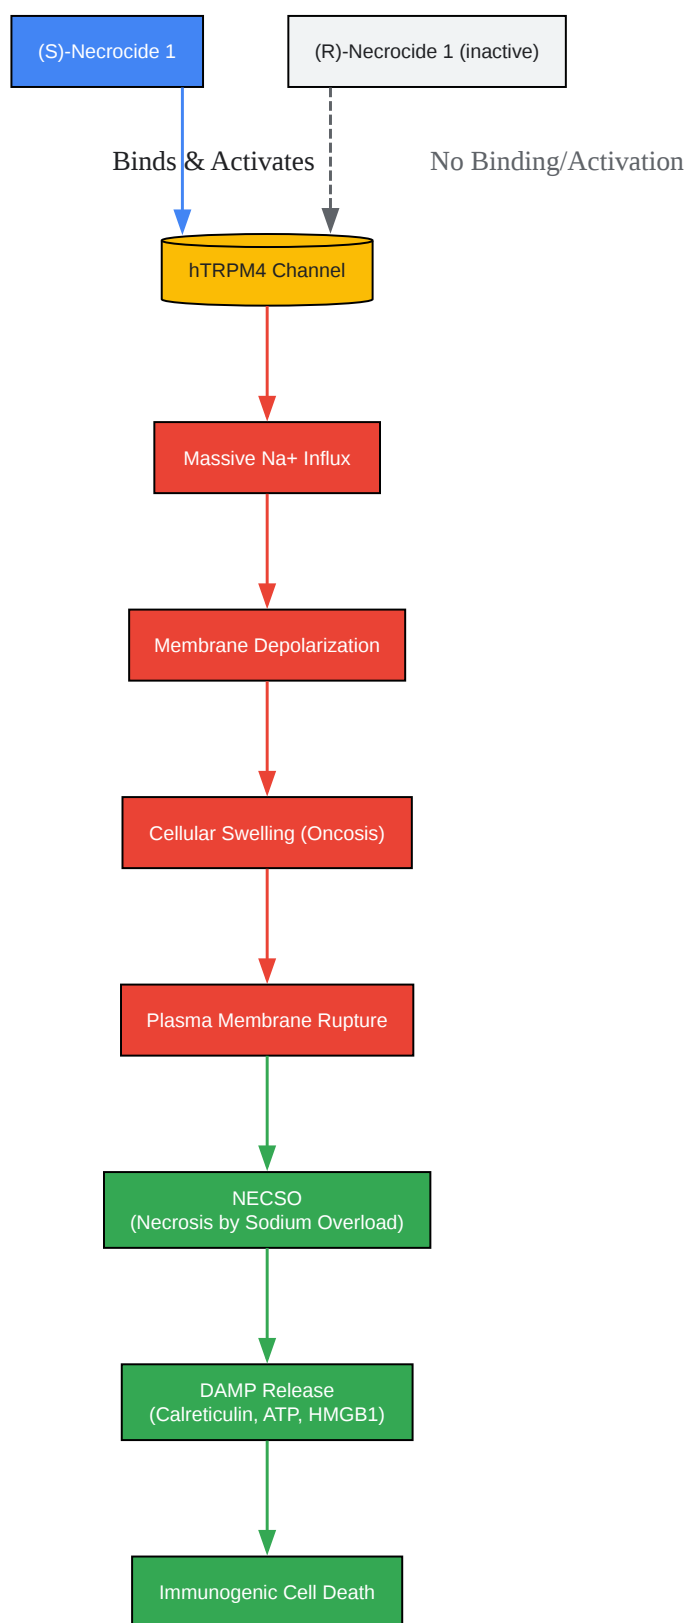 (S)-Necrocide 1
(R)-Necrocide 1 (inactive)
Binds & Activates
No Binding/Activation
hTRPM4 Channel
Massive Na+ Influx
Membrane Depolarization
Cellular Swelling (Oncosis)
Plasma Membrane Rupture
NECSO
(Necrosis by Sodium Overload)
DAMP Release
(Calreticulin, ATP, HMGB1)
Immunogenic Cell Death